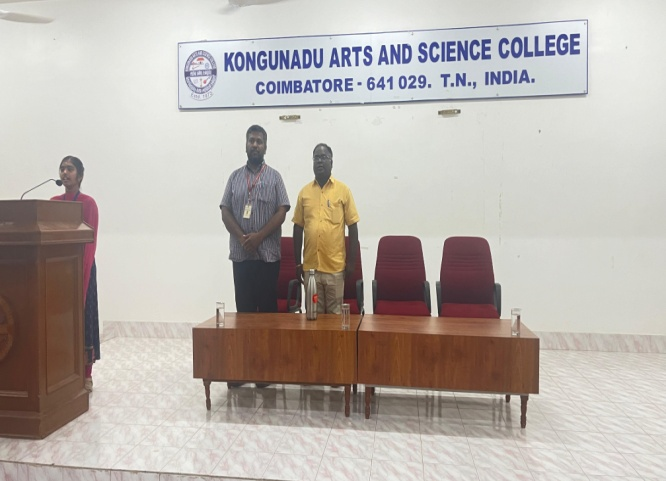 KONGUNADU ARTS AND SCIENCE COLLEGE
COIMBATORE - 641 029. T.N., INDIA.